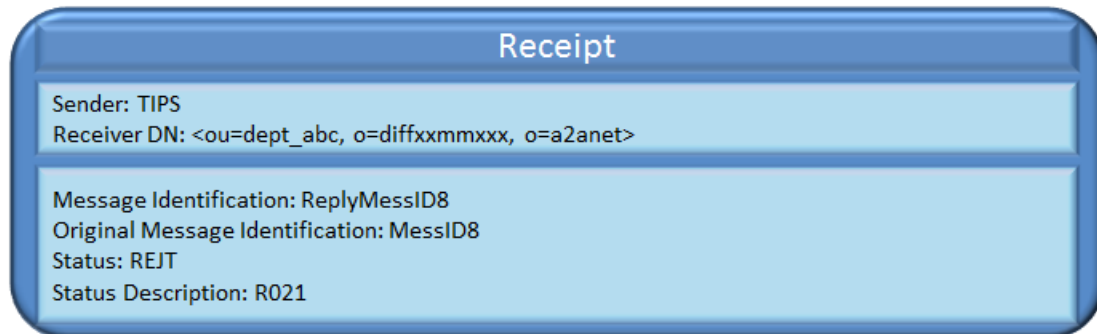 Receipt
Sender: TIPS
Receiver DN: <ou=dept_abc, o=diffxxmmxxx, o=a2anet>
Message Identification: ReplyMessID8
Original Message Identification: MessID8
Status: REJT
Status Description: R021